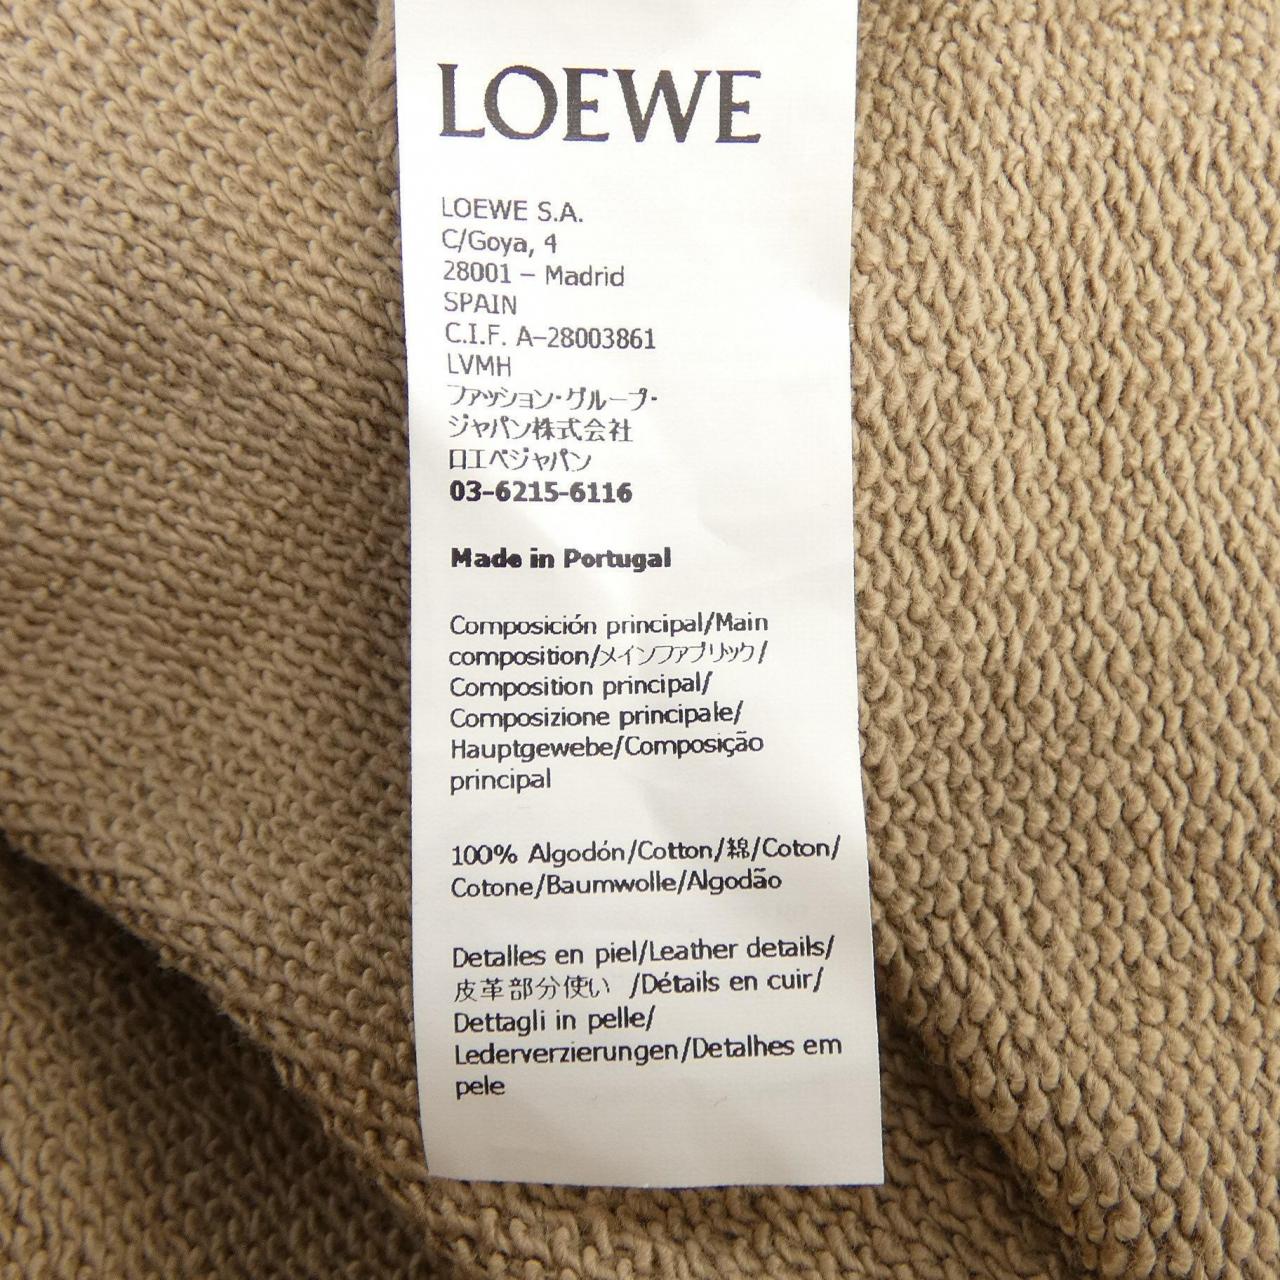 LOEWE
LOEWE S.A.
C/Goya, 4
28001 – Madrid
SPAIN
C.I.F. A-28003861
LVMH
ファッション・グループ・
ジャパン株式会社
ロエベジャパン
03-6215-6116
Made in Portugal
Composición principal/Main
composition/メインファブリック/
Composition principal/
Composizione principale/
Hauptgewebe/Composição
principal
100% Algodón/Cotton/綿/Coton/
Cotone/Baumwolle/Algodão
Detalles en piel/Leather details/
皮革部分使い /Détails en cuir/
Dettagli in pelle/
Lederverzierungen/Detalhes em
pele